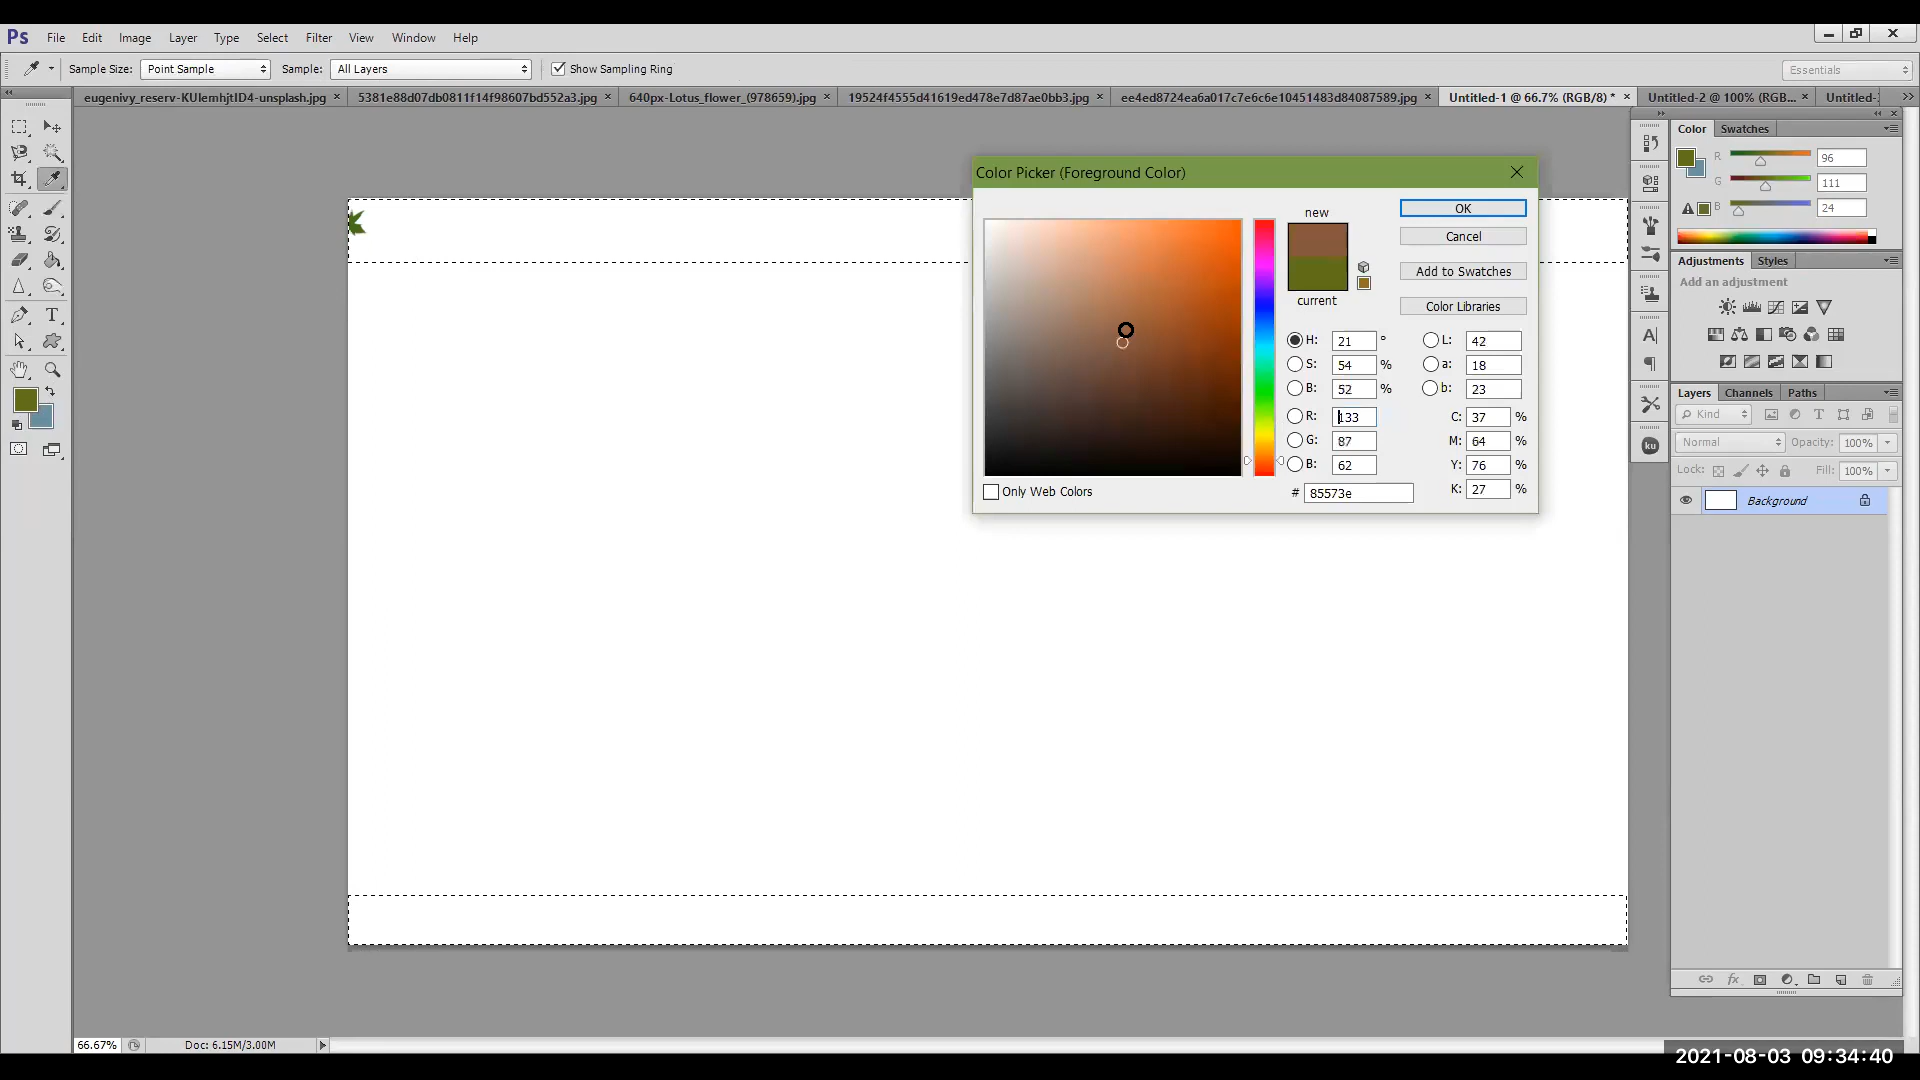 Ps File Edit Image Layer Type Select Filter View Window Help
Sample Size: Point Sample Sample: All Layers Show Sampling Ring Essentials
eugenivy_reserv-KUlemhjtID4-unsplash.jpg × 5381e88d07db0811f14f98607bd552a3.jpg × 640px-Lotus_flower_(978659).jpg × 19524f4555d41619ed478e7d87ae0bb3.jpg × ee4ed8724ea6a017c7e6c6e10451483d84087589.jpg × Untitled-1 @ 66.7% (RGB/8) * × Untitled-2 @ 100% (RGB... × Untitled-
Color Picker (Foreground Color)
new
current
OK
Cancel
Add to Swatches
Color Libraries
H: 21 °
S: 54 %
B: 52 %
R: 133
G: 87
B: 62
# 85573e
L: 42
a: 18
b: 23
C: 37 %
M: 64 %
Y: 76 %
K: 27 %
Only Web Colors
Color Swatches
R 96
G 111
B 24
Adjustments Styles
Add an adjustment
Layers Channels Paths
Kind
Normal Opacity: 100%
Lock: Fill: 100%
Background
ku
66.67% Doc: 6.15M/3.00M
2021-08-03 09:34:40